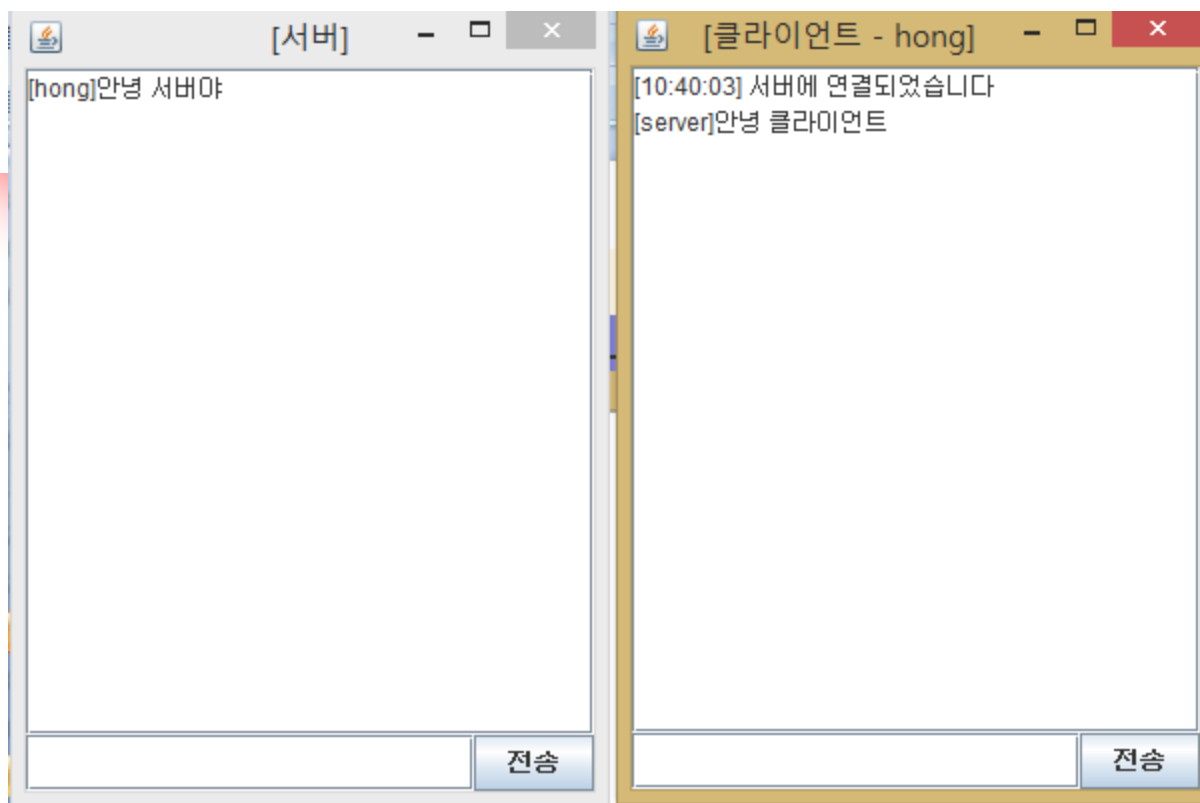 [서버]
[hong]안녕 서버야
전송
[클라이언트 - hong]
[10:40:03] 서버에 연결되었습니다
[server]안녕 클라이언트
전송